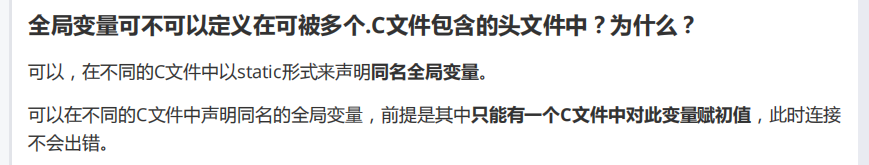 全局变量可不可以定义在可被多个.C文件包含的头文件中？为什么？
可以，在不同的C文件中以static形式来声明同名全局变量。
可以在不同的C文件中声明同名的全局变量，前提是其中只能有一个C文件中对此变量赋初值，此时连接
不会出错。